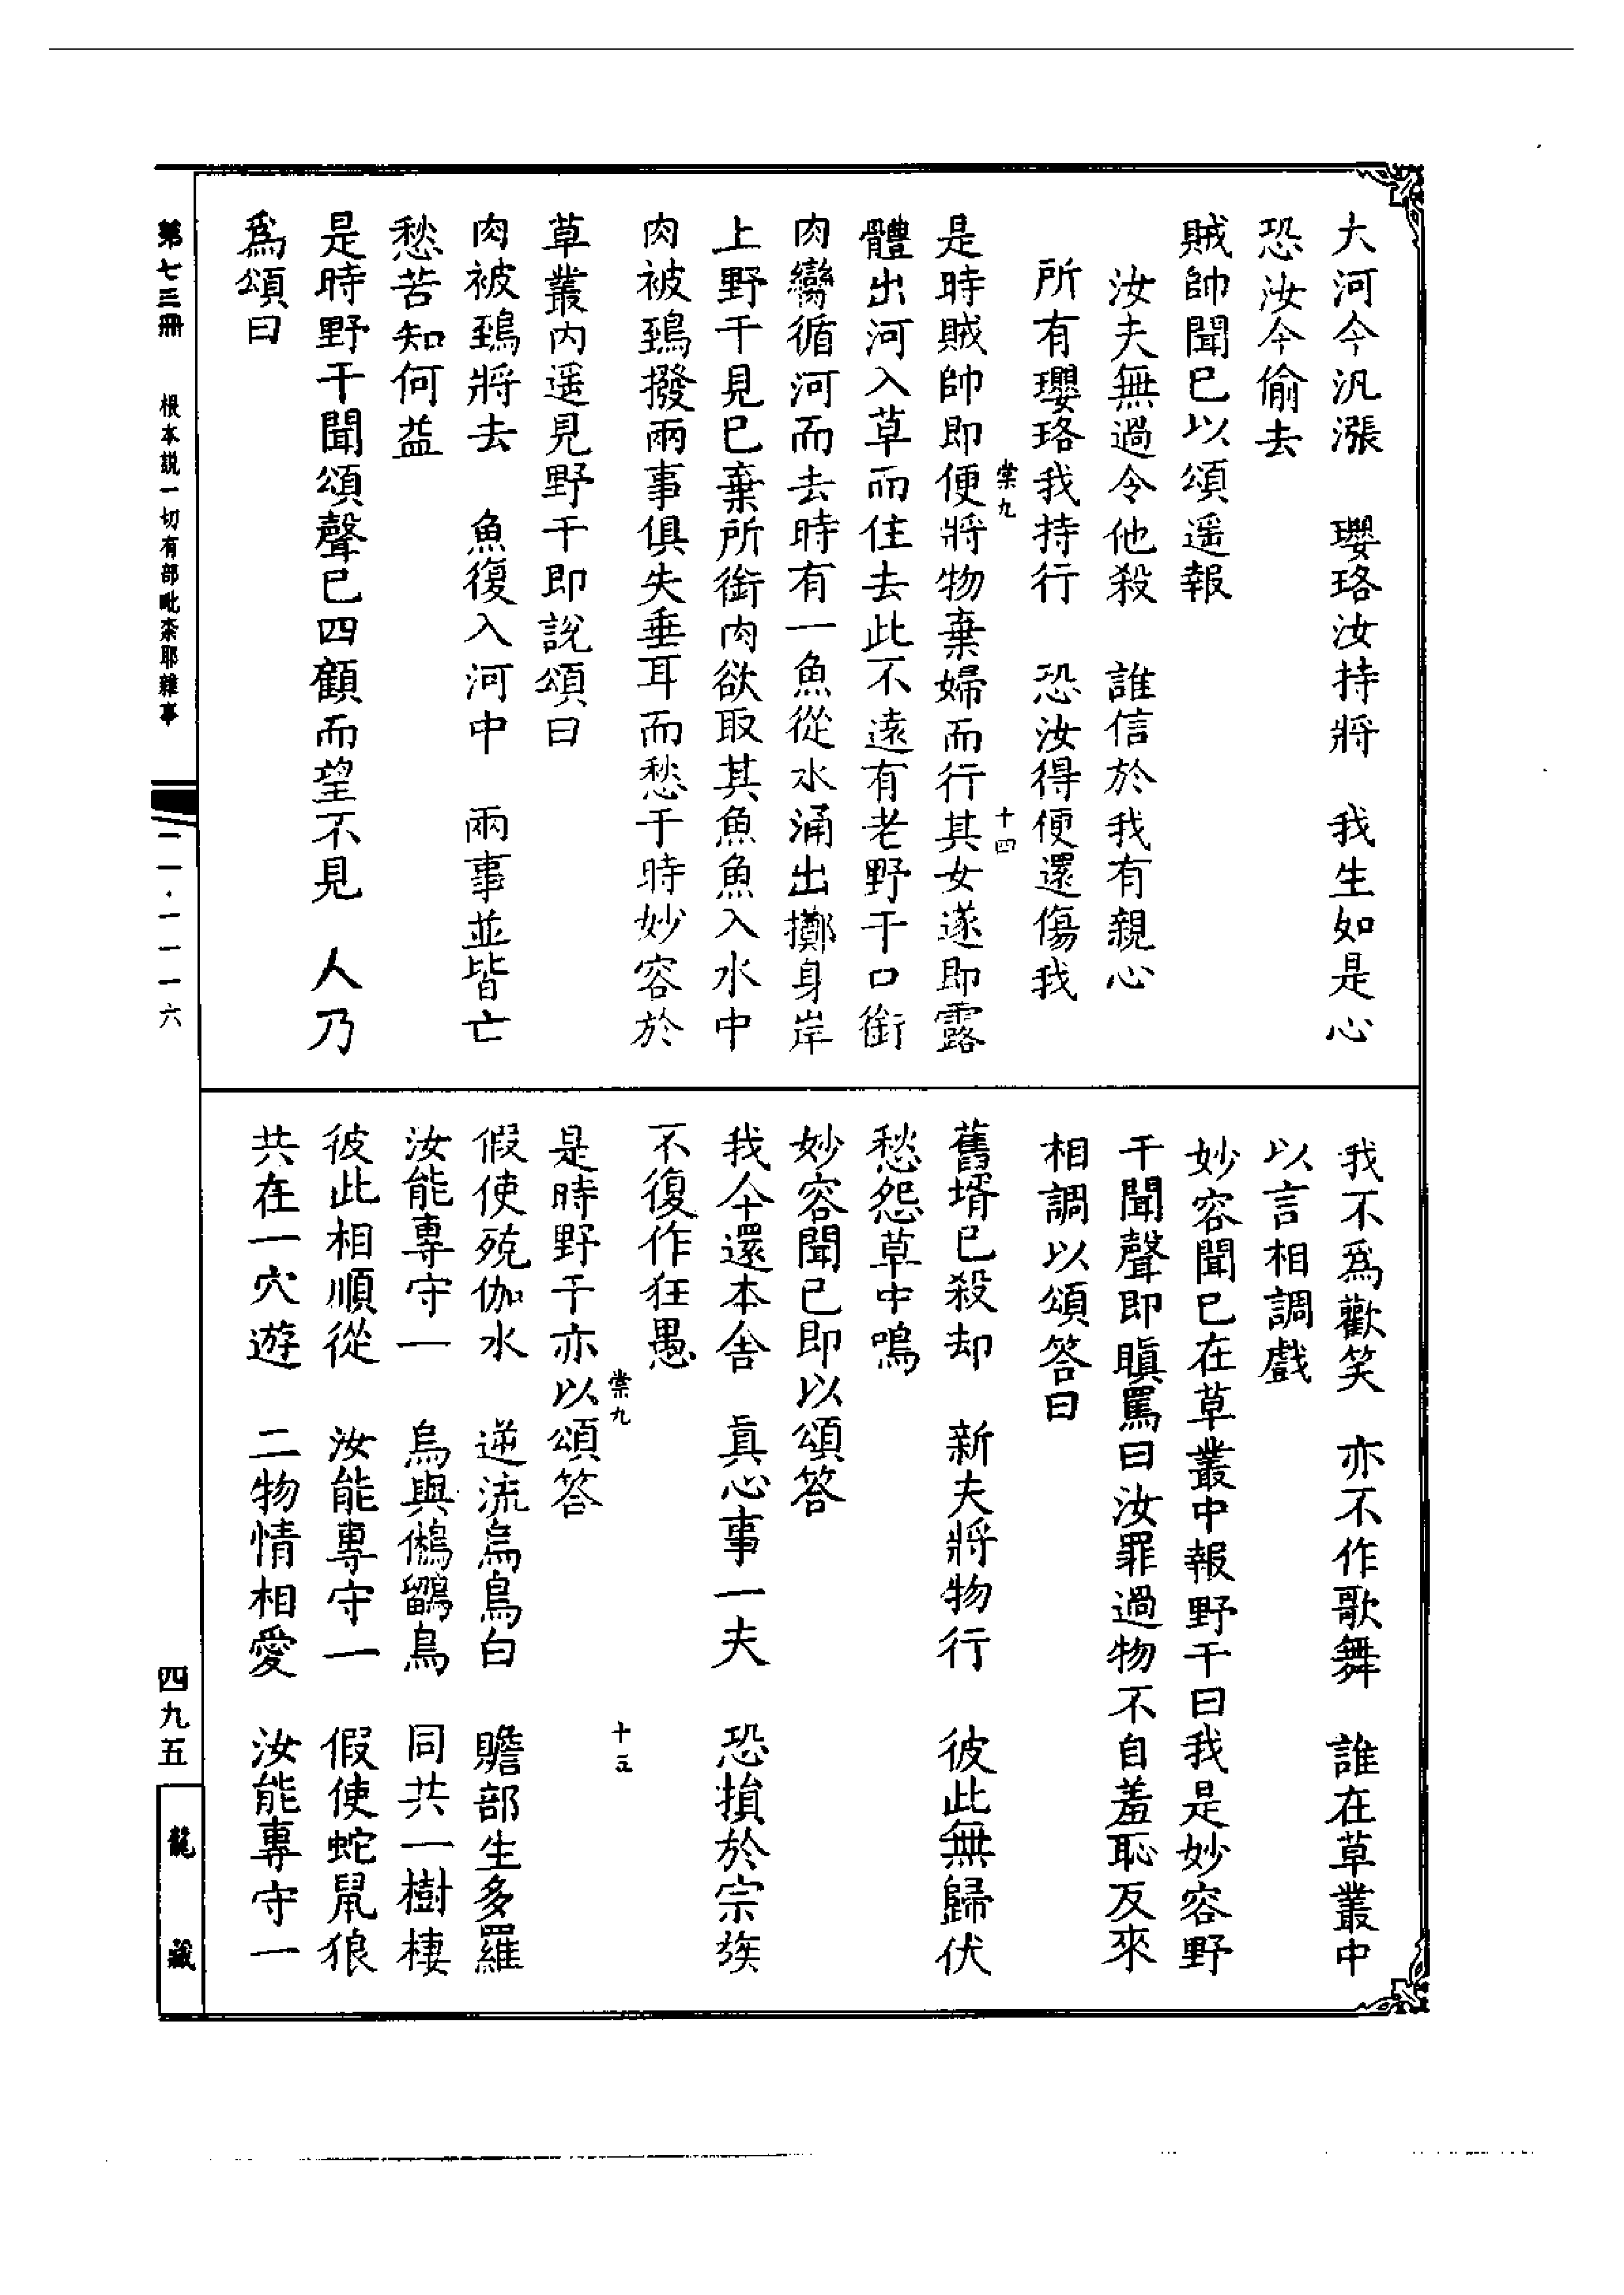 大河今汎漲　瓔珞汝持將　我生如是心
恐汝今偷去
賊帥聞已以頌遥報
汝夫無過令他殺　誰信於我有親心
所有瓔珞我持行　恐汝得便還傷我
棠九　十四
是時賊帥即便將物棄婦而行其女遂即露
體出河入草而住去此不遠有老野干口銜
肉臠循河而去時有一魚從水涌出擲身岸
上野干見已棄所銜肉欲取其魚魚入水中
肉被鵄撥兩事俱失垂耳而愁于時妙容於
草叢內遥見野干即說頌曰
肉被鵄將去　魚復入河中　兩事並皆亡
愁苦知何益
是時野干聞頌聲已四顧而望不見　人乃
爲頌曰
我不爲歡笑　亦不作歌舞　誰在草叢中
以言相調戲
妙容聞已在草叢中報野干曰我是妙容野
干聞聲即瞋罵曰汝罪過物不自羞恥反來
相調以頌答曰
舊壻已殺却　新夫將物行　彼此無歸伏
愁怨草中鳴
妙容聞已即以頌答
我今還本舍　真心事一夫　恐損於宗族
不復作狂愚
棠九　十五
是時野干亦以頌答
假使殑伽水　逆流烏鳥白　贍部生多羅
汝能專守一　烏與鵂鶹鳥　同共一樹棲
彼此相順從　汝能專守一　假使蛇鼠狼
共在一穴遊　二物情相愛　汝能專守一
第七三冊　根本説一切有部毗柰耶雜事
二一·一一一六
四九五
龍藏